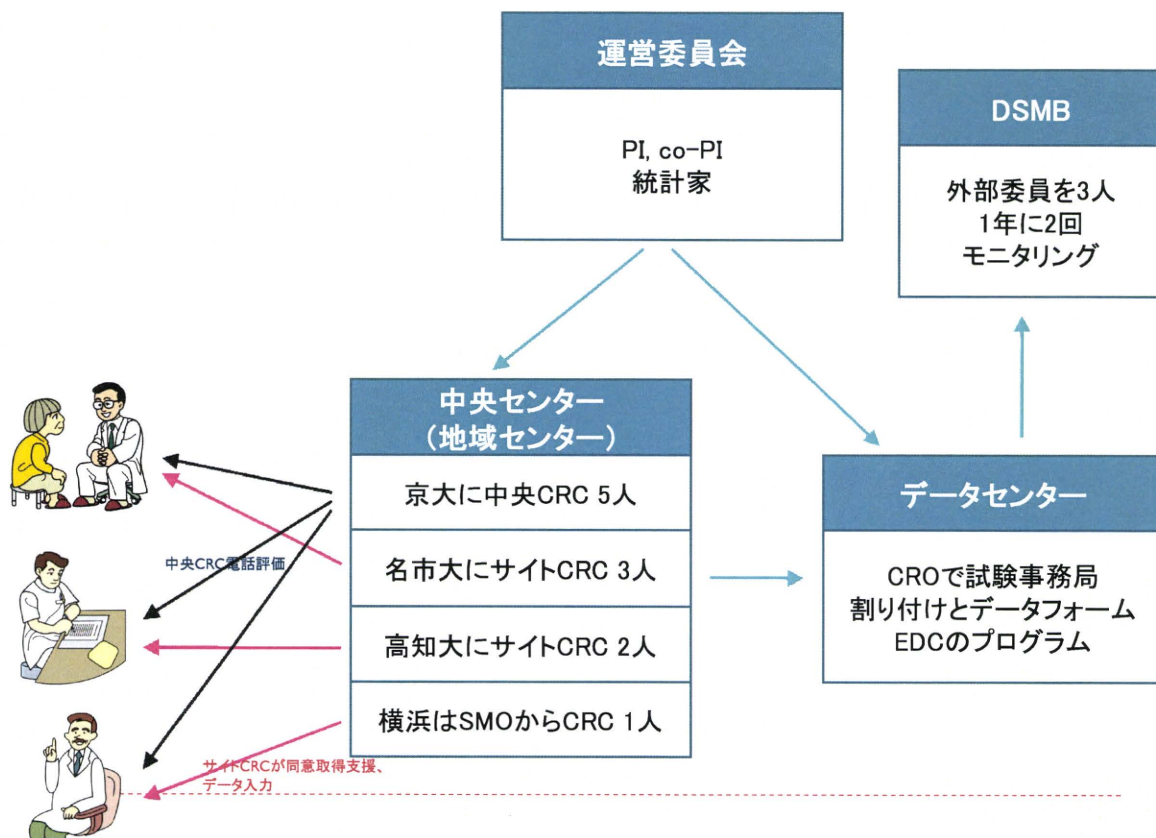 運営委員会
PI, co-PI
統計家
DSMB
外部委員を3人
1年に2回
モニタリング
中央センター
（地域センター）
京大に中央CRC 5人
名市大にサイトCRC 3人
高知大にサイトCRC 2人
横浜はSMOからCRC 1人
データセンター
CROで試験事務局
割り付けとデータフォーム
EDCのプログラム
中央CRC電話評価
サイトCRCが同意取得支援、
データ入力